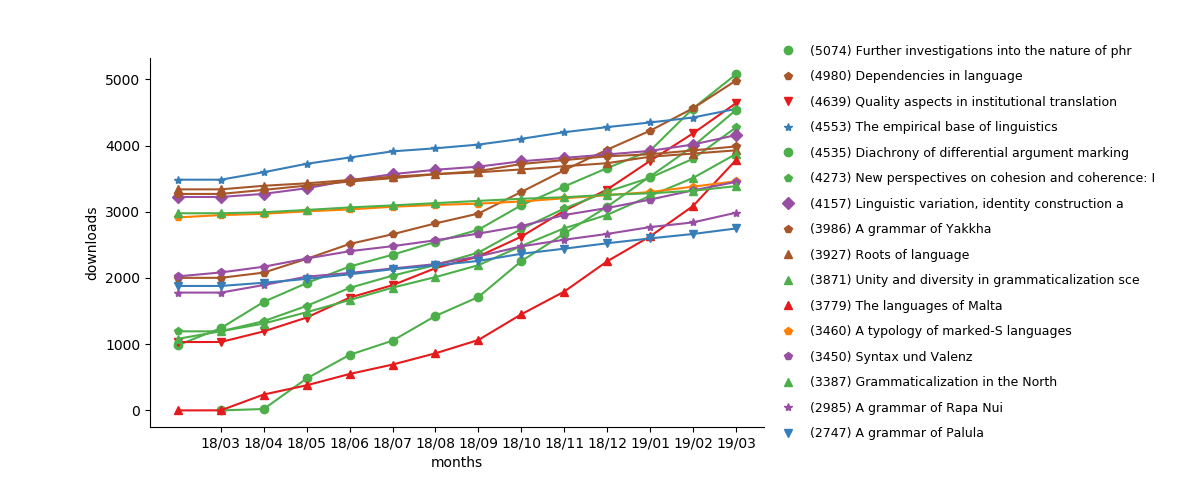 downloads
5000
4000
3000
2000
1000
0
18/03 18/04 18/05 18/06 18/07 18/08 18/09 18/10 18/11 18/12 19/01 19/02 19/03
months
(5074) Further investigations into the nature of phr
(4980) Dependencies in language
(4639) Quality aspects in institutional translation
(4553) The empirical base of linguistics
(4535) Diachrony of differential argument marking
(4273) New perspectives on cohesion and coherence: I
(4157) Linguistic variation, identity construction a
(3986) A grammar of Yakkha
(3927) Roots of language
(3871) Unity and diversity in grammaticalization sce
(3779) The languages of Malta
(3460) A typology of marked-S languages
(3450) Syntax und Valenz
(3387) Grammaticalization in the North
(2985) A grammar of Rapa Nui
(2747) A grammar of Palula